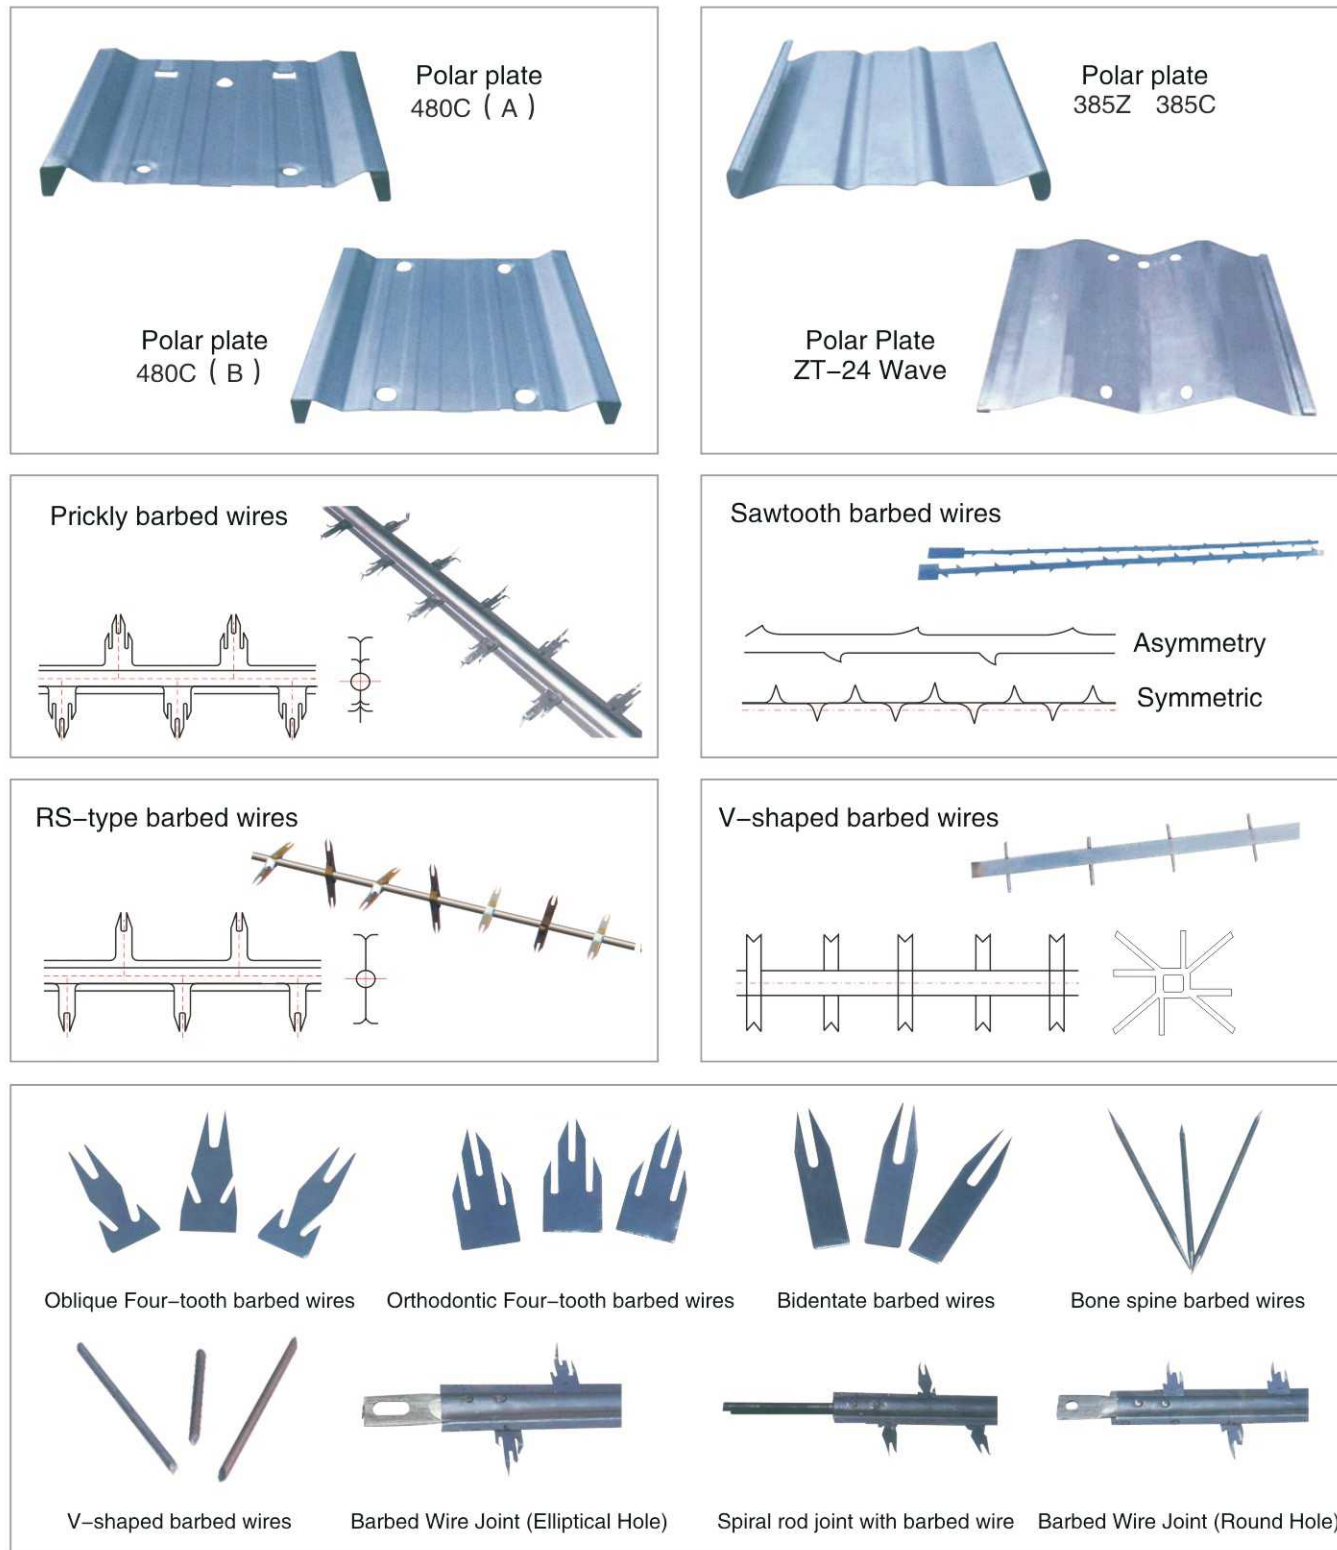 Polar plate
480C ( A )
Polar plate
480C ( B )
Polar plate
385Z 385C
Polar Plate
ZT-24 Wave
Prickly barbed wires
Sawtooth barbed wires
Asymmetry
Symmetric
RS-type barbed wires
V-shaped barbed wires
Oblique Four-tooth barbed wires
Orthodontic Four-tooth barbed wires
Bidentate barbed wires
Bone spine barbed wires
V-shaped barbed wires
Barbed Wire Joint (Elliptical Hole)
Spiral rod joint with barbed wire
Barbed Wire Joint (Round Hole)